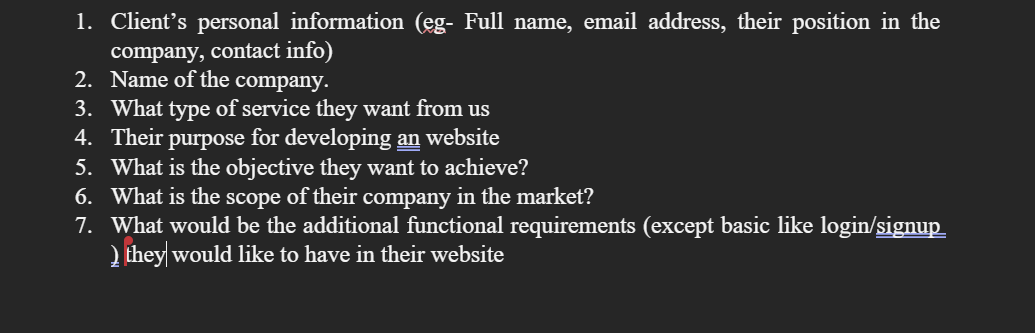 1. Client’s personal information (eg- Full name, email address, their position in the
company, contact info)
2. Name of the company.
3. What type of service they want from us
4. Their purpose for developing an website
5. What is the objective they want to achieve?
6. What is the scope of their company in the market?
7. What would be the additional functional requirements (except basic like login/signup
) they would like to have in their website